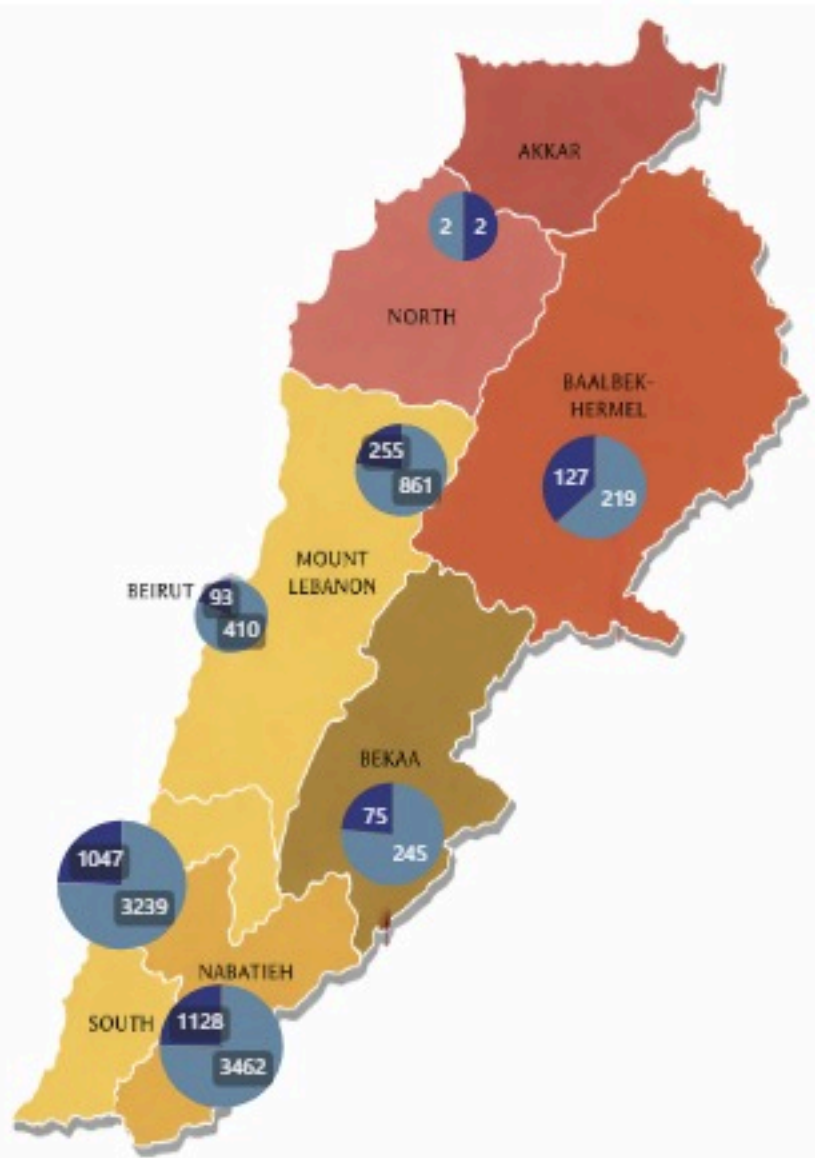 AKKAR
2 2
NORTH
BAALBEK-
HERMEL
255
861
127
219
MOUNT
LEBANON
BEIRUT
93
410
BEKAA
75
245
1047
3239
NABATIEH
SOUTH
1128
3462